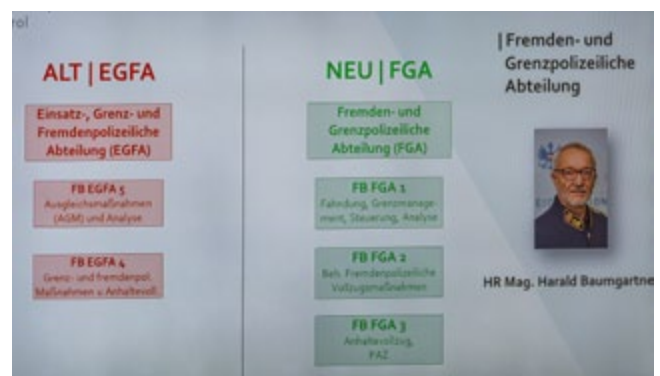 rol
ALT | EGFA
Einsatz-, Grenz- und
Fremdenpolizeiliche
Abteilung (EGFA)
FB EGFA 5
Ausgleichsmaßnahmen
(AGM) und Analyse
FB EGFA 4
Grenz- und fremdenpol.
Maßnahmen u Anhaltevoll.
NEU | FGA
Fremden- und
Grenzpolizeiliche
Abteilung (FGA)
FB FGA 1
Fahndung, Grenzmanage-
ment, Steuerung, Analyse
FB FGA 2
Beh. Fremdenpolizeiliche
Vollzugsmaßnahmen
FB FGA 3
Anhaltevollzug,
PAZ
| Fremden- und
Grenzpolizeiliche
Abteilung
HR Mag. Harald Baumgartne